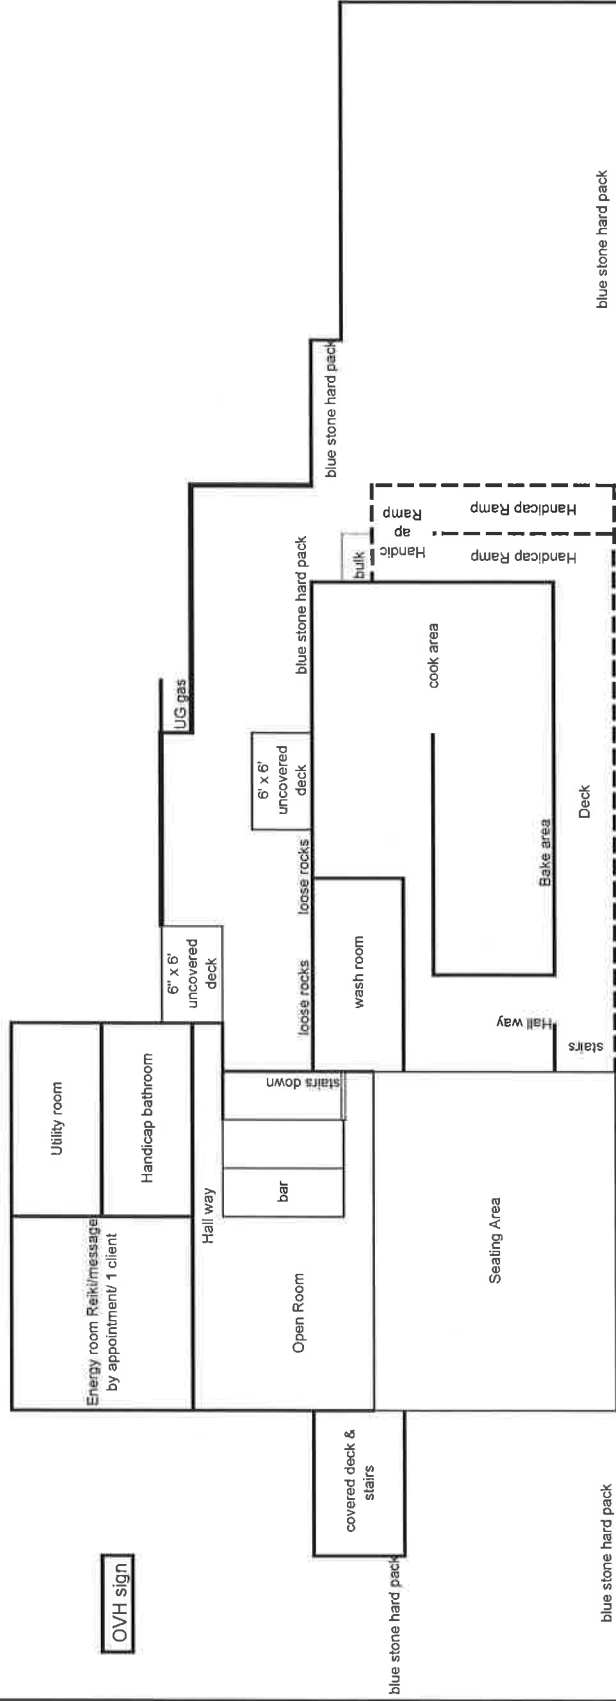 OVH sign
Energy room Reiki/message
by appointment/ 1 client
Utility room
Handicap bathroom
Hall way
6" x 6'
uncovered
deck
UG gas
Open Room
bar
stairs down
6' x 6'
uncovered
deck
loose rocks
loose rocks
blue stone hard pack
blue stone hard pack
covered deck &
stairs
wash room
bulk
blue stone hard pack
Handic
ap
Ramp
cook area
Seating Area
Hall way
Bake area
Handicap Ramp
Handicap Ramp
stairs
Deck
blue stone hard pack
blue stone hard pack